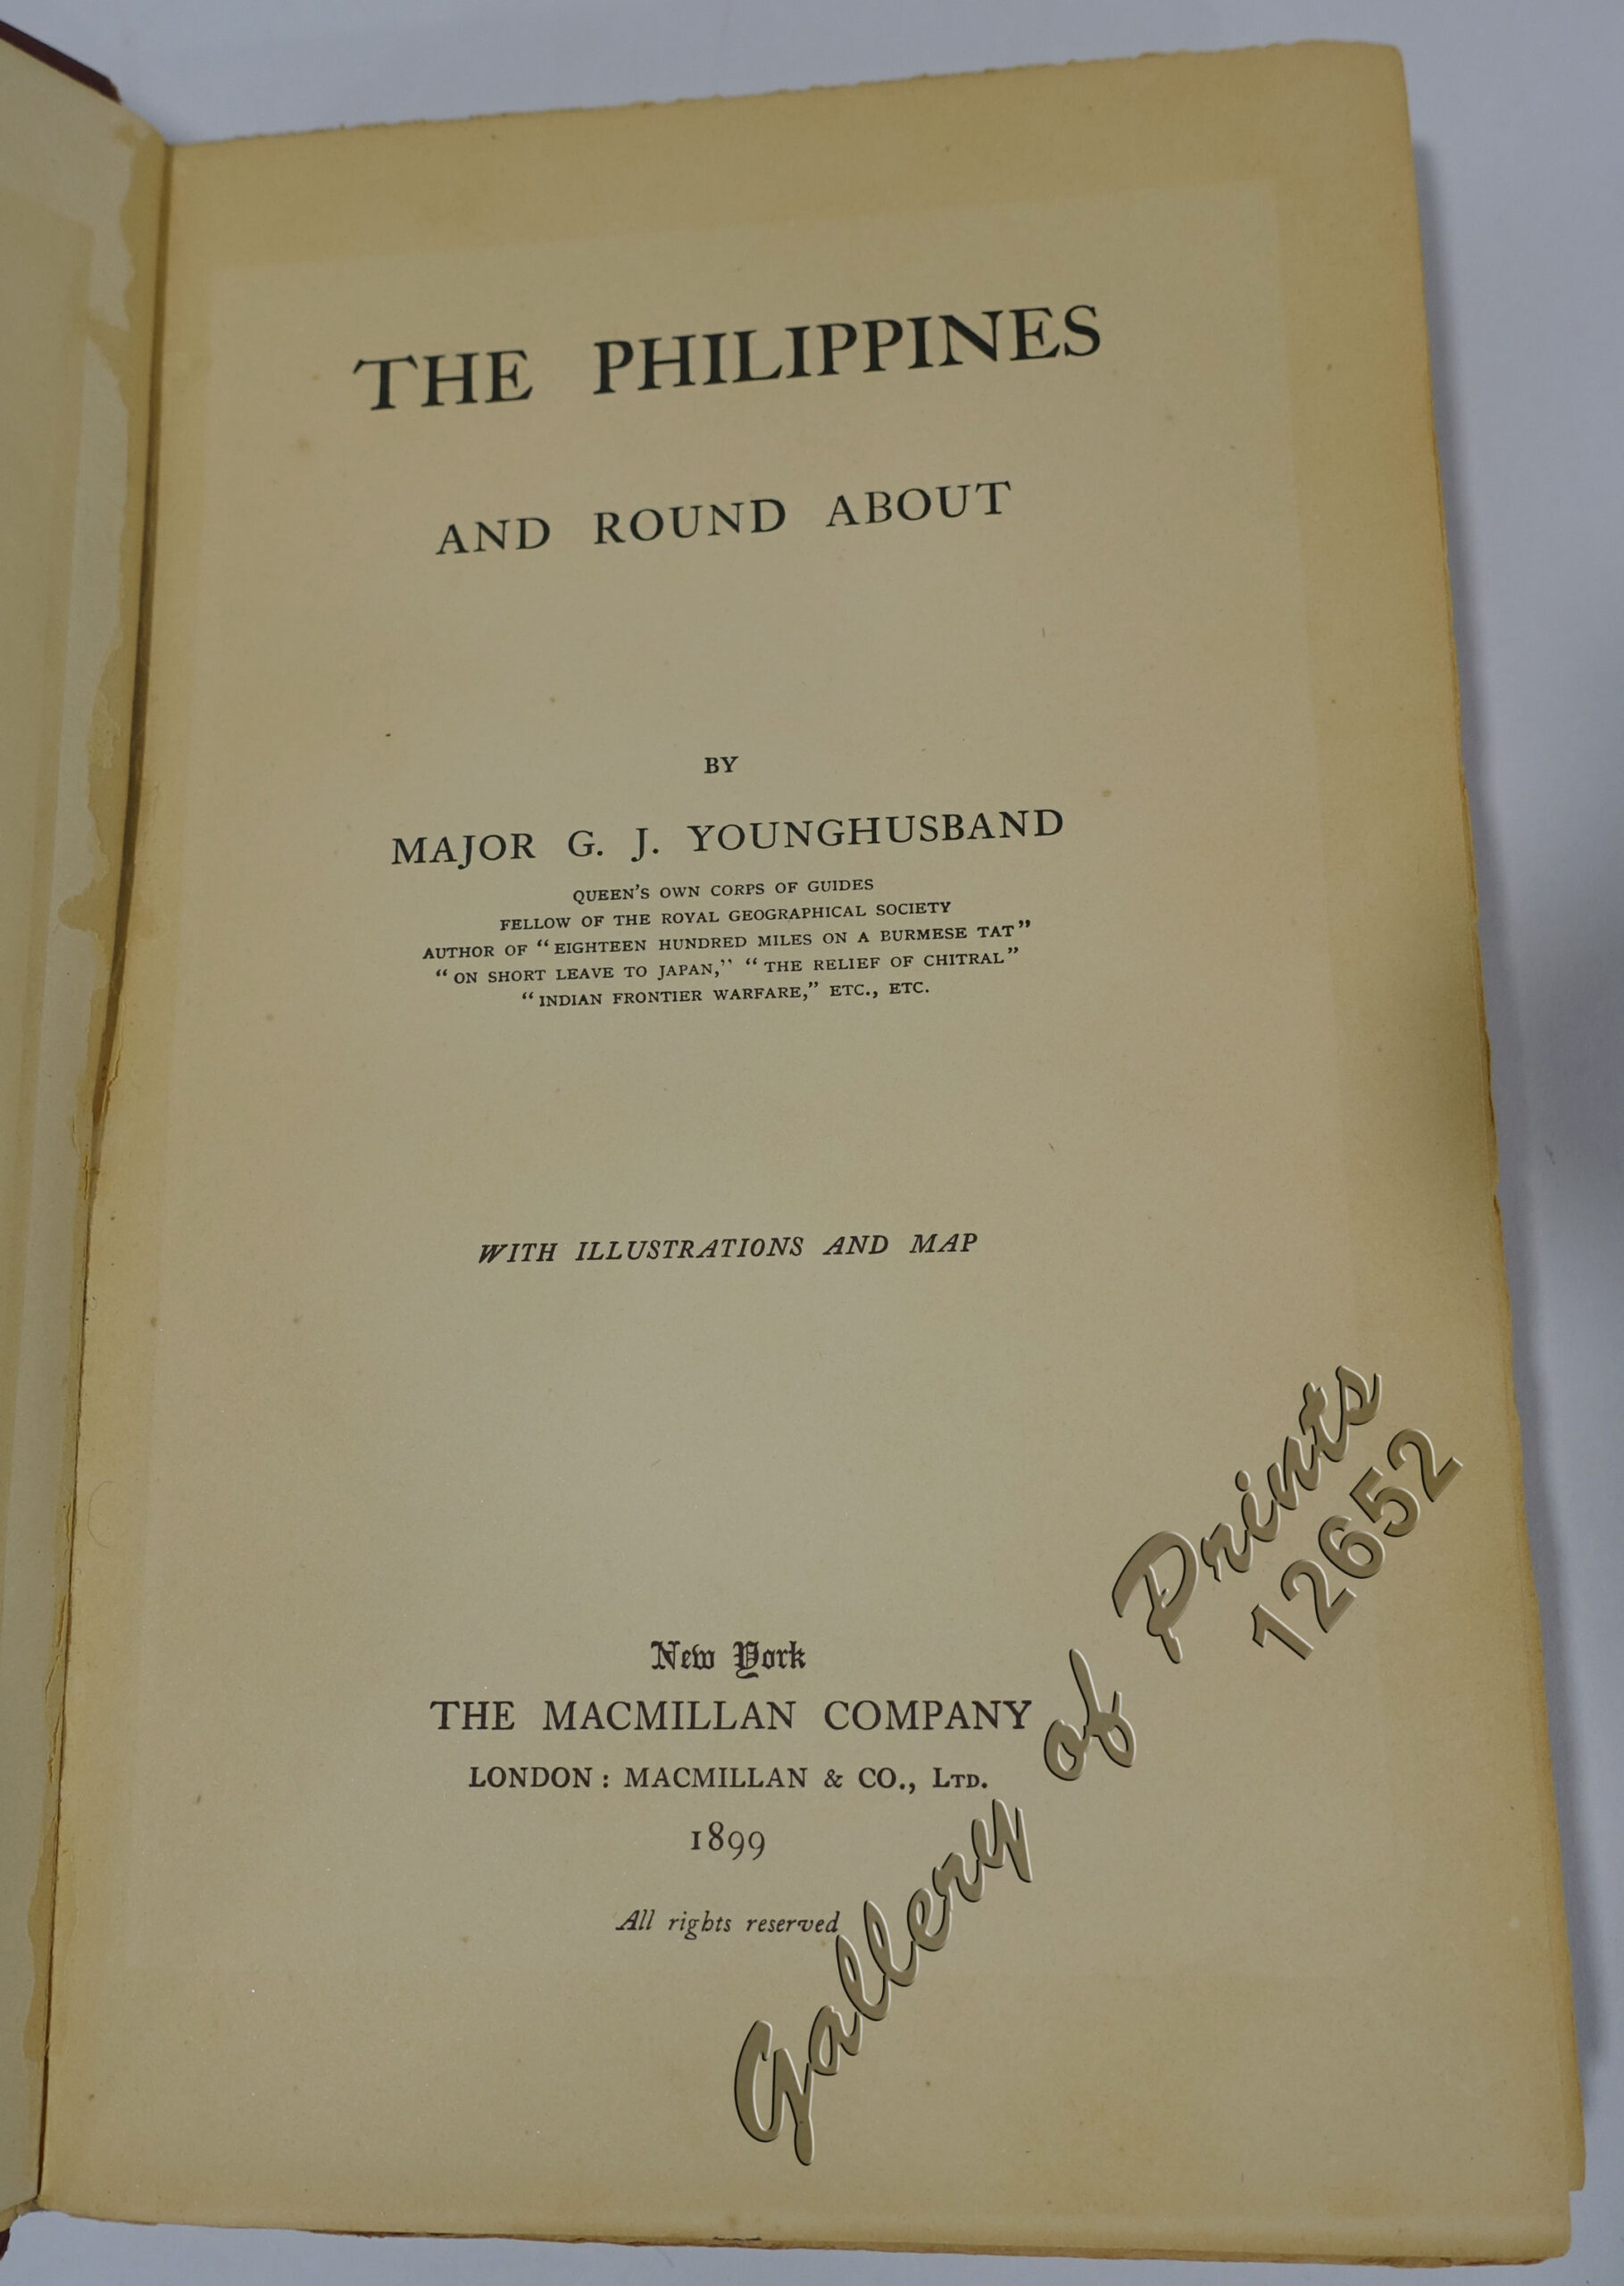 THE PHILIPPINES
AND ROUND ABOUT
BY
MAJOR G. J. YOUNGHUSBAND
QUEEN'S OWN CORPS OF GUIDES
FELLOW OF THE ROYAL GEOGRAPHICAL SOCIETY
AUTHOR OF “EIGHTEEN HUNDRED MILES ON A BURMESE TAT”
“ON SHORT LEAVE TO JAPAN,” “THE RELIEF OF CHITRAL”
“INDIAN FRONTIER WARFARE,” ETC., ETC.
WITH ILLUSTRATIONS AND MAP
New York
THE MACMILLAN COMPANY
LONDON: MACMILLAN & CO., LTD.
1899
All rights reserved
Gallery of Prints
12652